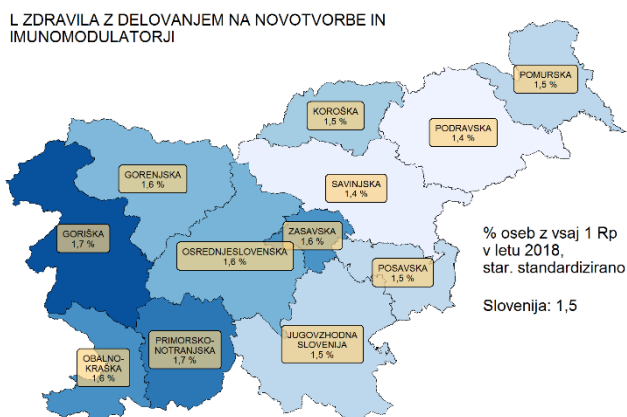 L ZDRAVILA Z DELOVANJEM NA NOVOTVORBE IN
IMUNOMODULATORJI
POMURSKA
1,5 %
KOROŠKA
1,5 %
PODRAVSKA
1,4 %
GORENJSKA
1,6 %
SAVINJSKA
1,4 %
GORIŠKA
1,7 %
ZASAVSKA
1,6 %
OSREDNJESLOVENSKA
1,6 %
POSAVSKA
1,5 %
% oseb z vsaj 1 Rp
v letu 2018,
star. standardizirano
Slovenija: 1,5
PRIMORSKO-
NOTRANJSKA
1,7 %
JUGOVZHODNA
SLOVENIJA
1,5 %
OBALNO-
KRAŠKA
1,6 %